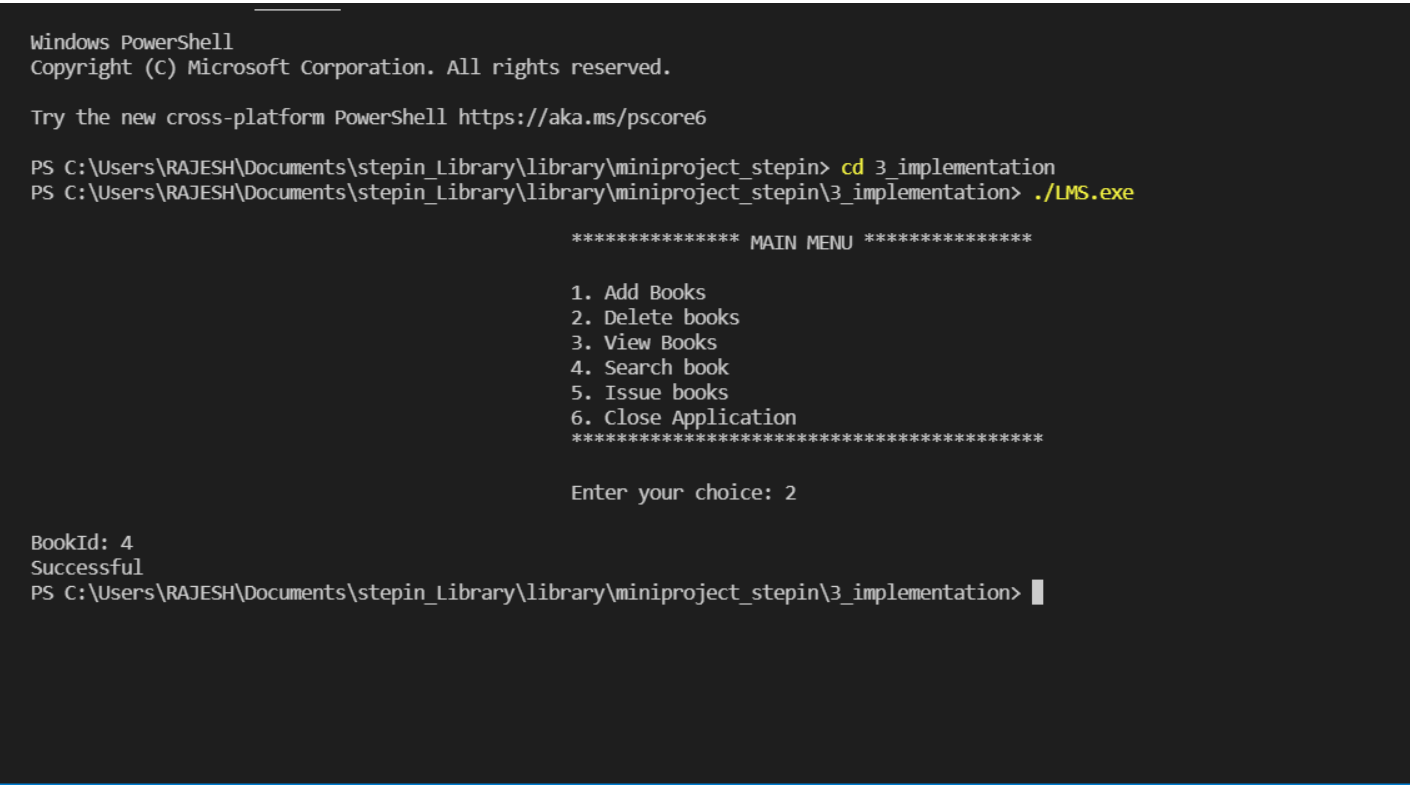 Windows PowerShell
Copyright (C) Microsoft Corporation. All rights reserved.
Try the new cross-platform PowerShell https://aka.ms/pscore6
PS C:\Users\RAJESH\Documents\stepin_Library\library\miniproject_stepin> cd 3_implementation
PS C:\Users\RAJESH\Documents\stepin_Library\library\miniproject_stepin\3_implementation> ./LMS.exe
*************** MAIN MENU ***************
1. Add Books
2. Delete books
3. View Books
4. Search book
5. Issue books
6. Close Application
******************************************
Enter your choice: 2
BookId: 4
Successful
PS C:\Users\RAJESH\Documents\stepin_Library\library\miniproject_stepin\3_implementation>